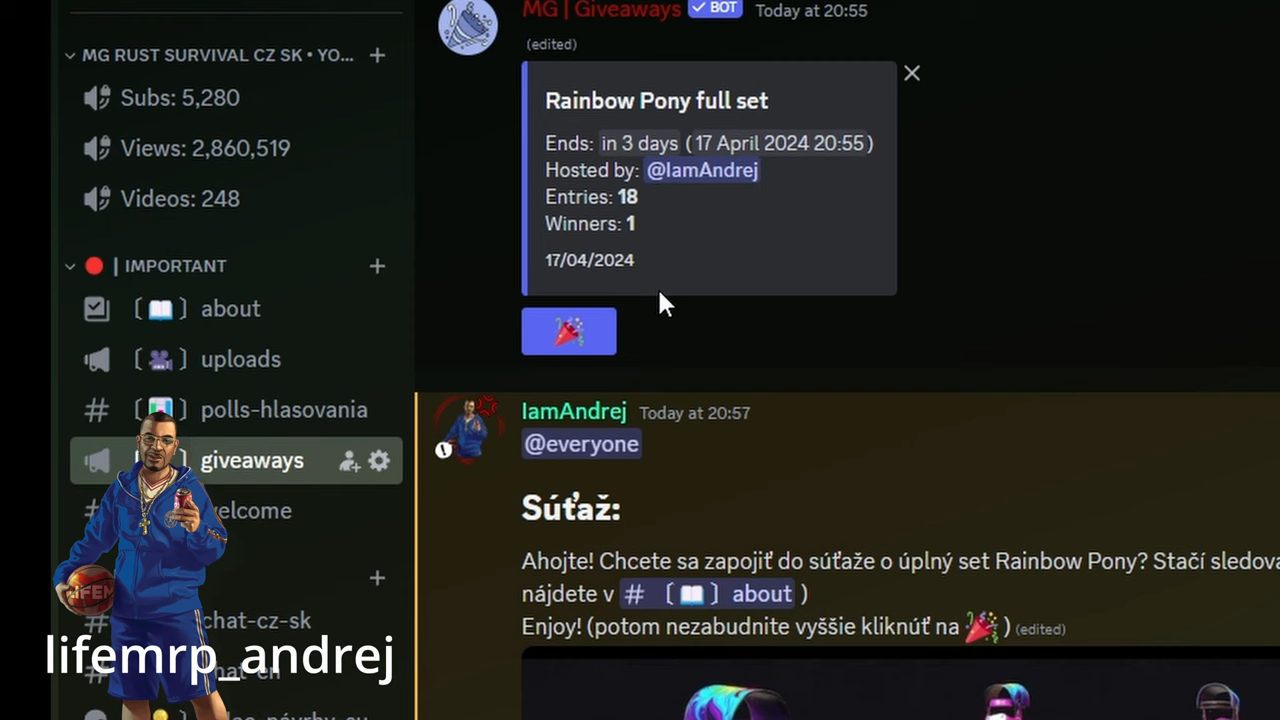 MG RUST SURVIVAL CZ SK • YO...
Subs: 5,280
Views: 2,860,519
Videos: 248
| IMPORTANT
about
uploads
polls-hlasovania
giveaways
chat-cz-sk
lifemrp_andrej
MG | Giveaways BOT Today at 20:55
(edited)
Rainbow Pony full set
Ends: in 3 days (17 April 2024 20:55)
Hosted by: @IamAndrej
Entries: 18
Winners: 1
17/04/2024
IamAndrej Today at 20:57
@everyone
Súťaž:
Ahojte! Chcete sa zapojiť do súťaže o úplný set Rainbow Pony? Stačí
nájdete v # 〔📖〕 about )
Enjoy! (potom nezabudnite vyššie kliknúť na 🎉 ) (edited)